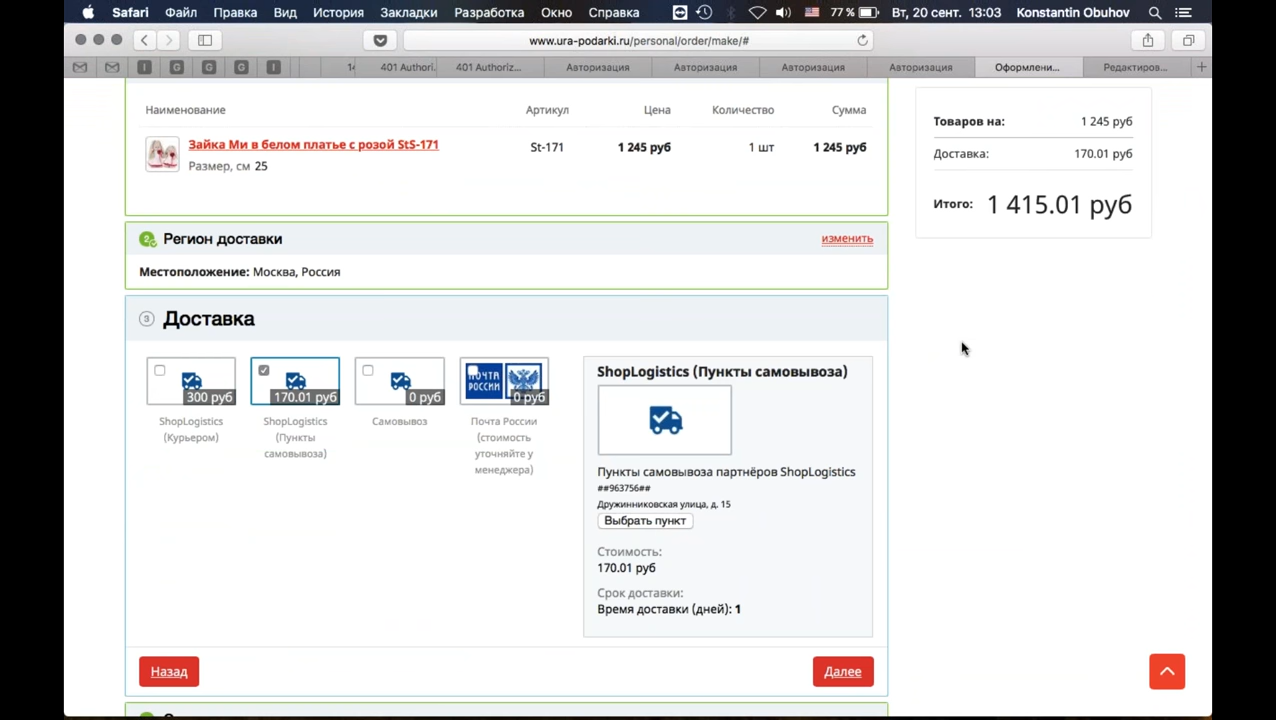 Safari Файл Правка Вид История Закладки Разработка Окно Справка 77 % Вт, 20 сент. 13:03 Konstantin Obuhov
www.ura-podarki.ru/personal/order/make/#
401 Authori... 401 Authoriz... Авторизация Авторизация Авторизация Авторизация Оформлени... Редактиров...
Наименование Артикул Цена Количество Сумма
Зайка Ми в белом платье с розой StS-171 St-171 1 245 руб 1 шт 1 245 руб
Размер, см 25
Товаров на: 1 245 руб
Доставка: 170.01 руб
Итого: 1 415.01 руб
2 Регион доставки изменить
Местоположение: Москва, Россия
3 Доставка
300 руб 170.01 руб 0 руб ПОЧТА РОССИИ 0 руб
ShopLogistics ShopLogistics Самовывоз Почта России
(Курьером) (Пункты (стоимость
самовывоза) уточняйте у
менеджера)
ShopLogistics (Пункты самовывоза)
Пункты самовывоза партнёров ShopLogistics
##963756##
Дружинниковская улица, д. 15
Выбрать пункт
Стоимость:
170.01 руб
Срок доставки:
Время доставки (дней): 1
Назад Далее